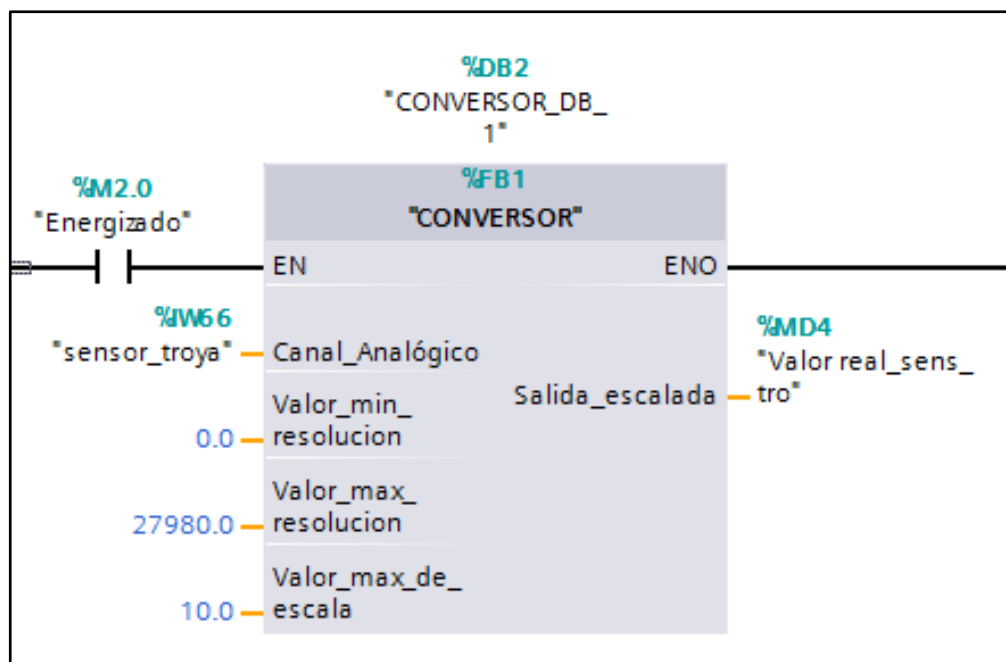 %DB2
"CONVERSOR_DB_
1"
%FB1
"CONVERSOR"
%M2.0
"Energizado"
EN
ENO
%IW66
"sensor_troya"
Canal_Analógico
Valor_min_
resolucion
0.0
Valor_max_
resolucion
27980.0
Valor_max_de_
escala
10.0
Salida_escalada
%MD4
"Valor real_sens_
tro"